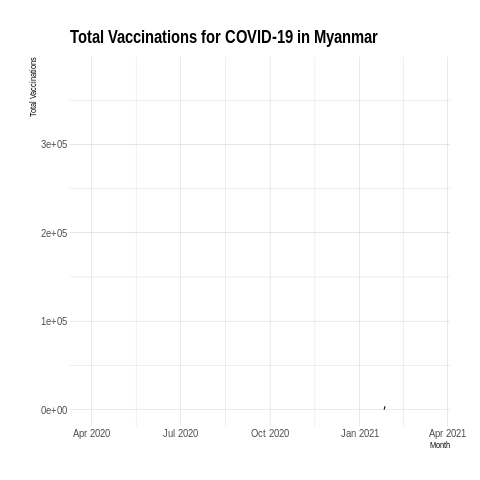 Total Vaccinations for COVID-19 in Myanmar
Total Vaccinations
3e+05
2e+05
1e+05
0e+00
Apr 2020 Jul 2020 Oct 2020 Jan 2021 Apr 2021
Month